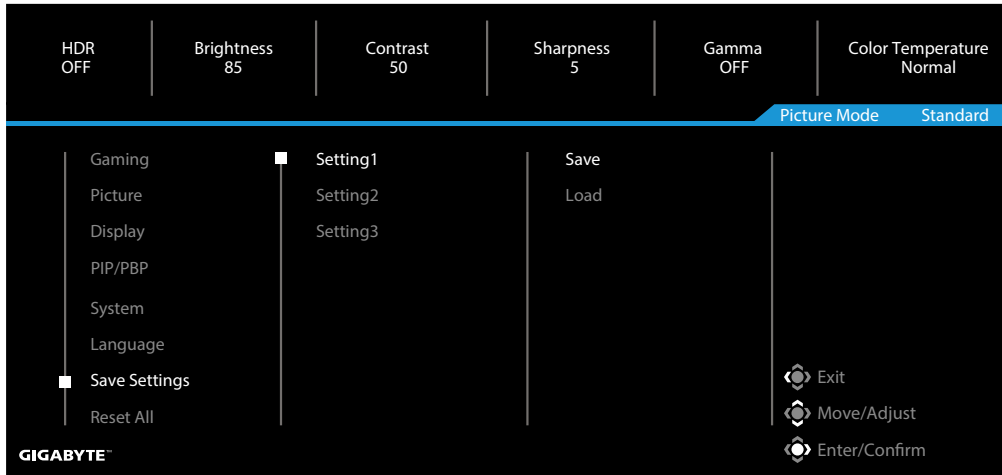 HDR
OFF
Brightness
85
Contrast
50
Sharpness
5
Gamma
OFF
Color Temperature
Normal
Picture Mode Standard
Gaming
Picture
Display
PIP/PBP
System
Language
Save Settings
Reset All
Setting1
Setting2
Setting3
Save
Load
Exit
Move/Adjust
Enter/Confirm
GIGABYTE™